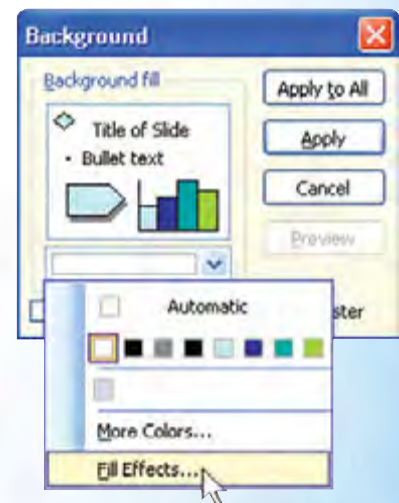 Background
Background fill
Apply to All
Title of Slide
• Bullet text
Apply
Cancel
Preview
Automatic
ster
More Colors...
Fill Effects...